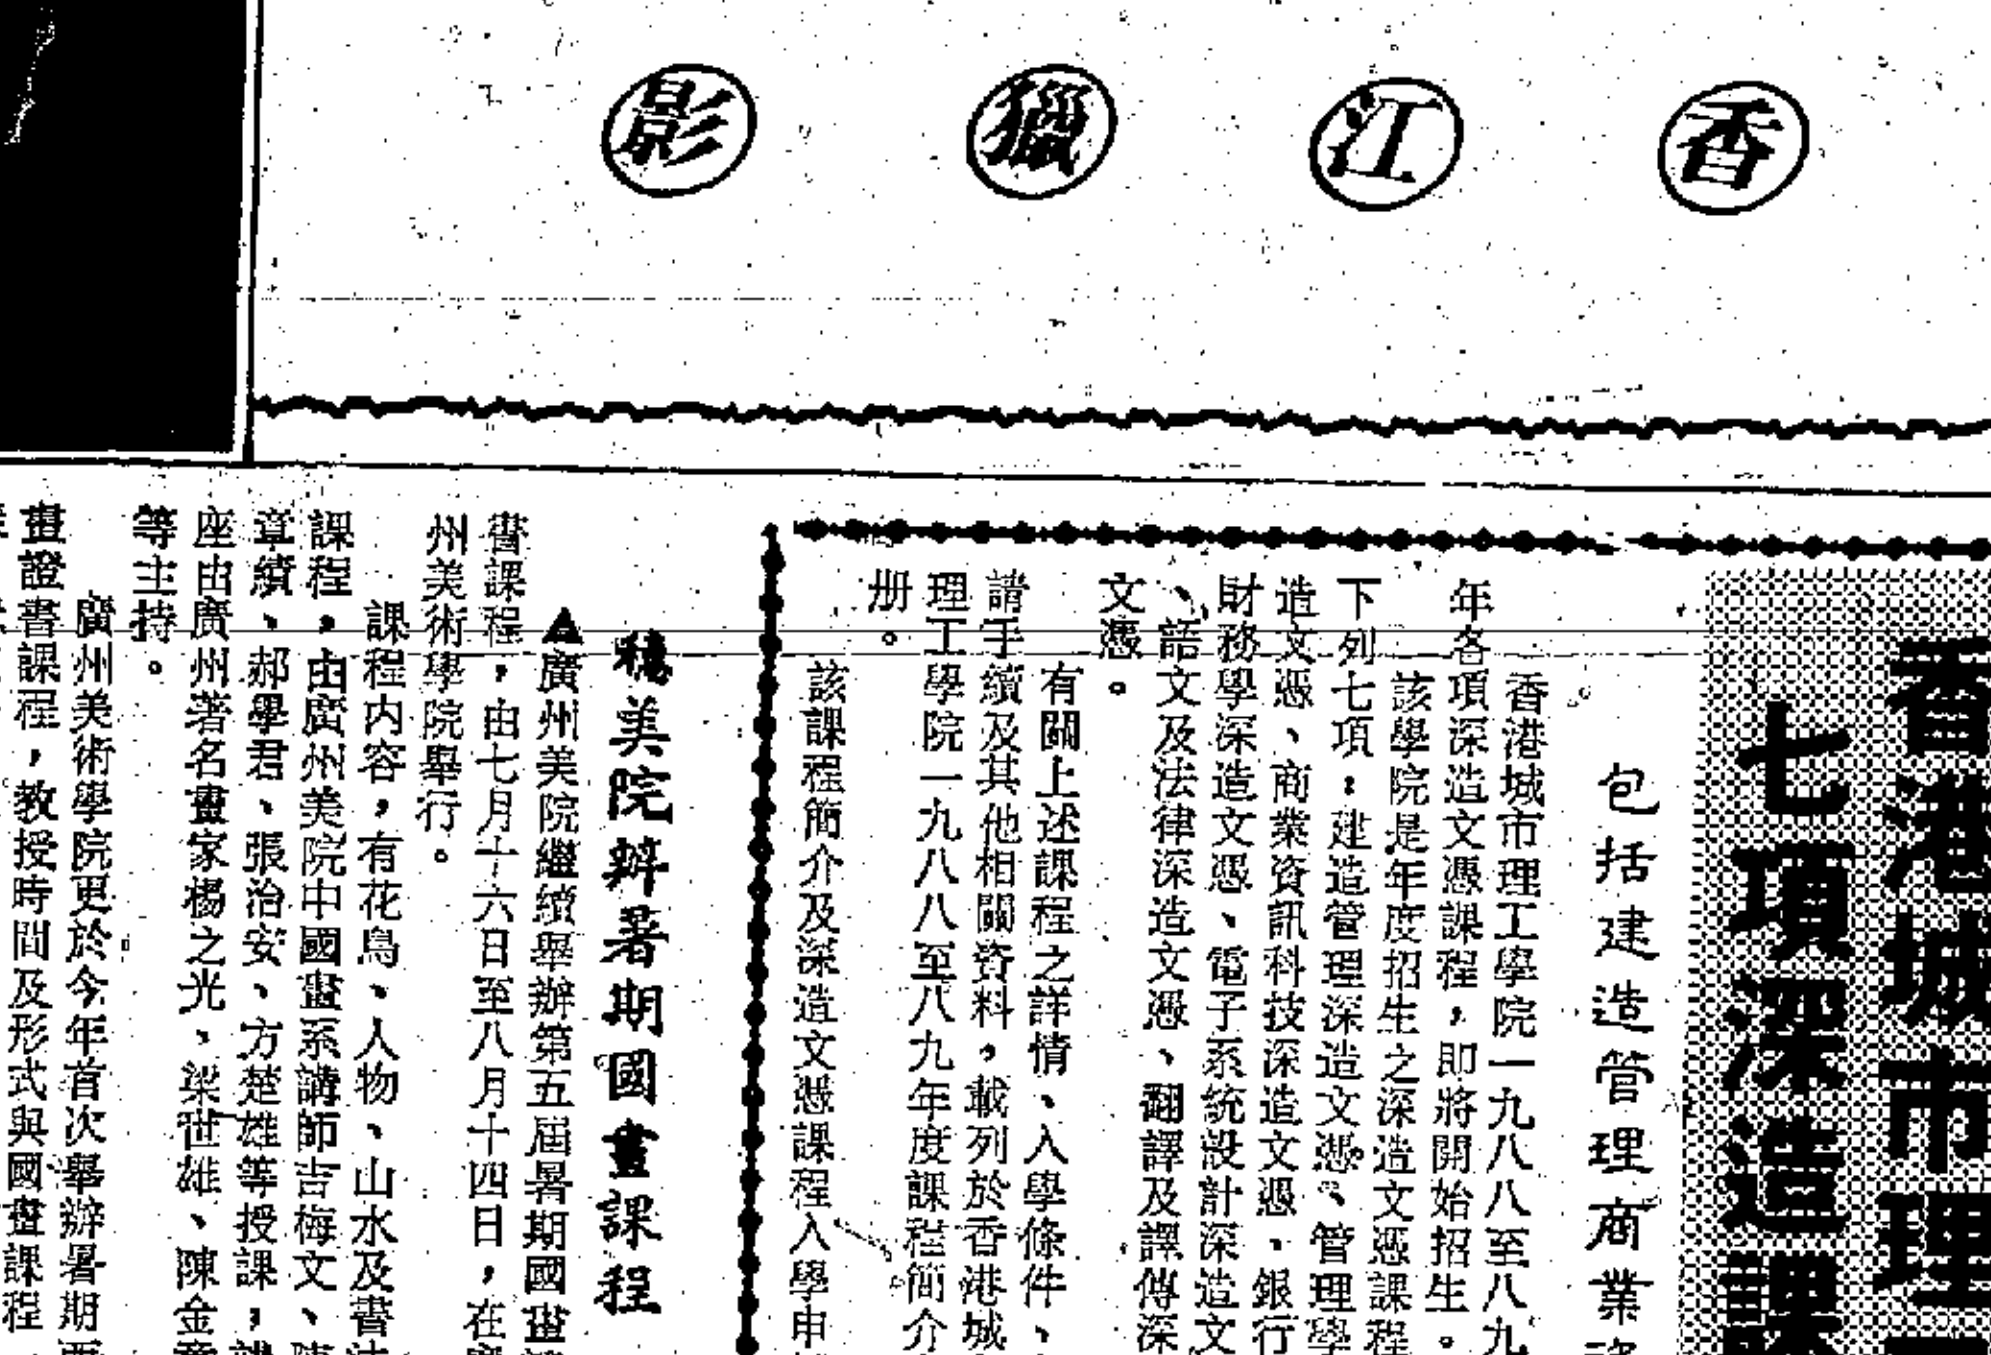 香江獵影
香港城市理
七項深造課
包括建造管理商業
香港城市理工學院一九八八至八九
年各項深造文憑課程，即將開始招生。
該學院是年度招生之深造文憑課程
下列七項：建造管理深造文憑、管理學
造文憑、商業資訊科技深造文憑、銀行
財務學深造文憑、電子系統設計深造文
、語文及法律深造文憑、翻譯及譯傳深
文憑。
有關上述課程之詳情、入學條件、
請手續及其他相關資料，載列於香港城
理工學院一九八八至八九年度課程簡介
册。
該課程簡介及深造文憑課程入學申
穗美院辦暑期國畫課程
▲廣州美院繼續舉辦第五屆暑期國畫
書課程，由七月十六日至八月十四日，在
州美術學院舉行。
課程内容，有花鳥、人物、山水及書法
課程，由廣州美院中國畫系講師吉梅文、陳
章績、郝學君、張治安、方楚雄等授課，
座由廣州著名畫家楊之光、梁世雄、陳金章
等主持。
廣州美術學院更於今年首次舉辦暑期
畫證書課程，教授時間及形式與國畫課程